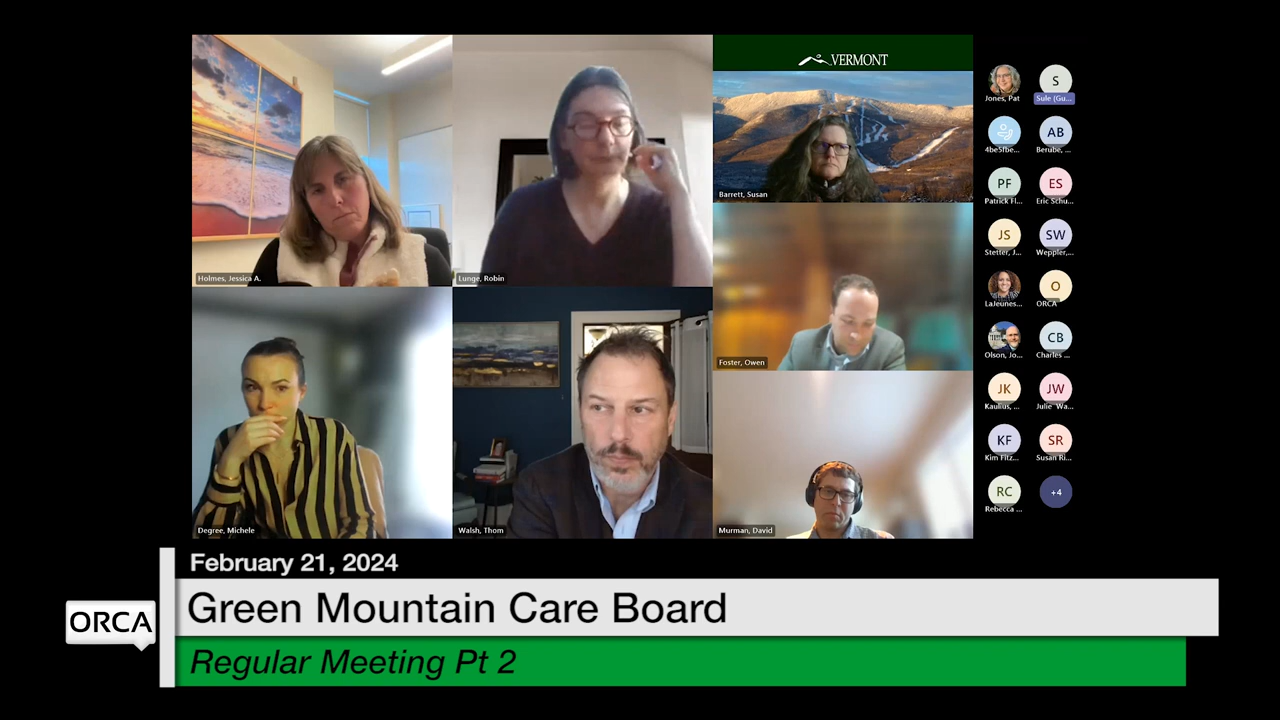 VERMONT
Holmes, Jessica A.
Lunge, Robin
Barrett, Susan
Foster, Owen
Degree, Michele
Walsh, Thom
Murman, David
Jones, Pat
S
Sule (Gu...
4be5fbe...
AB
Berube, ...
PF
Patrick Fl...
ES
Eric Schu...
JS
Stetter, J...
SW
Weppler,...
LaJeunes...
O
ORCA
Olson, Jo...
CB
Charles ...
JK
Kaulius, ...
JW
Julie Wa...
KF
Kim Fitz...
SR
Susan Ri...
RC
Rebecca ...
+4
February 21, 2024
ORCA
Green Mountain Care Board
Regular Meeting Pt 2